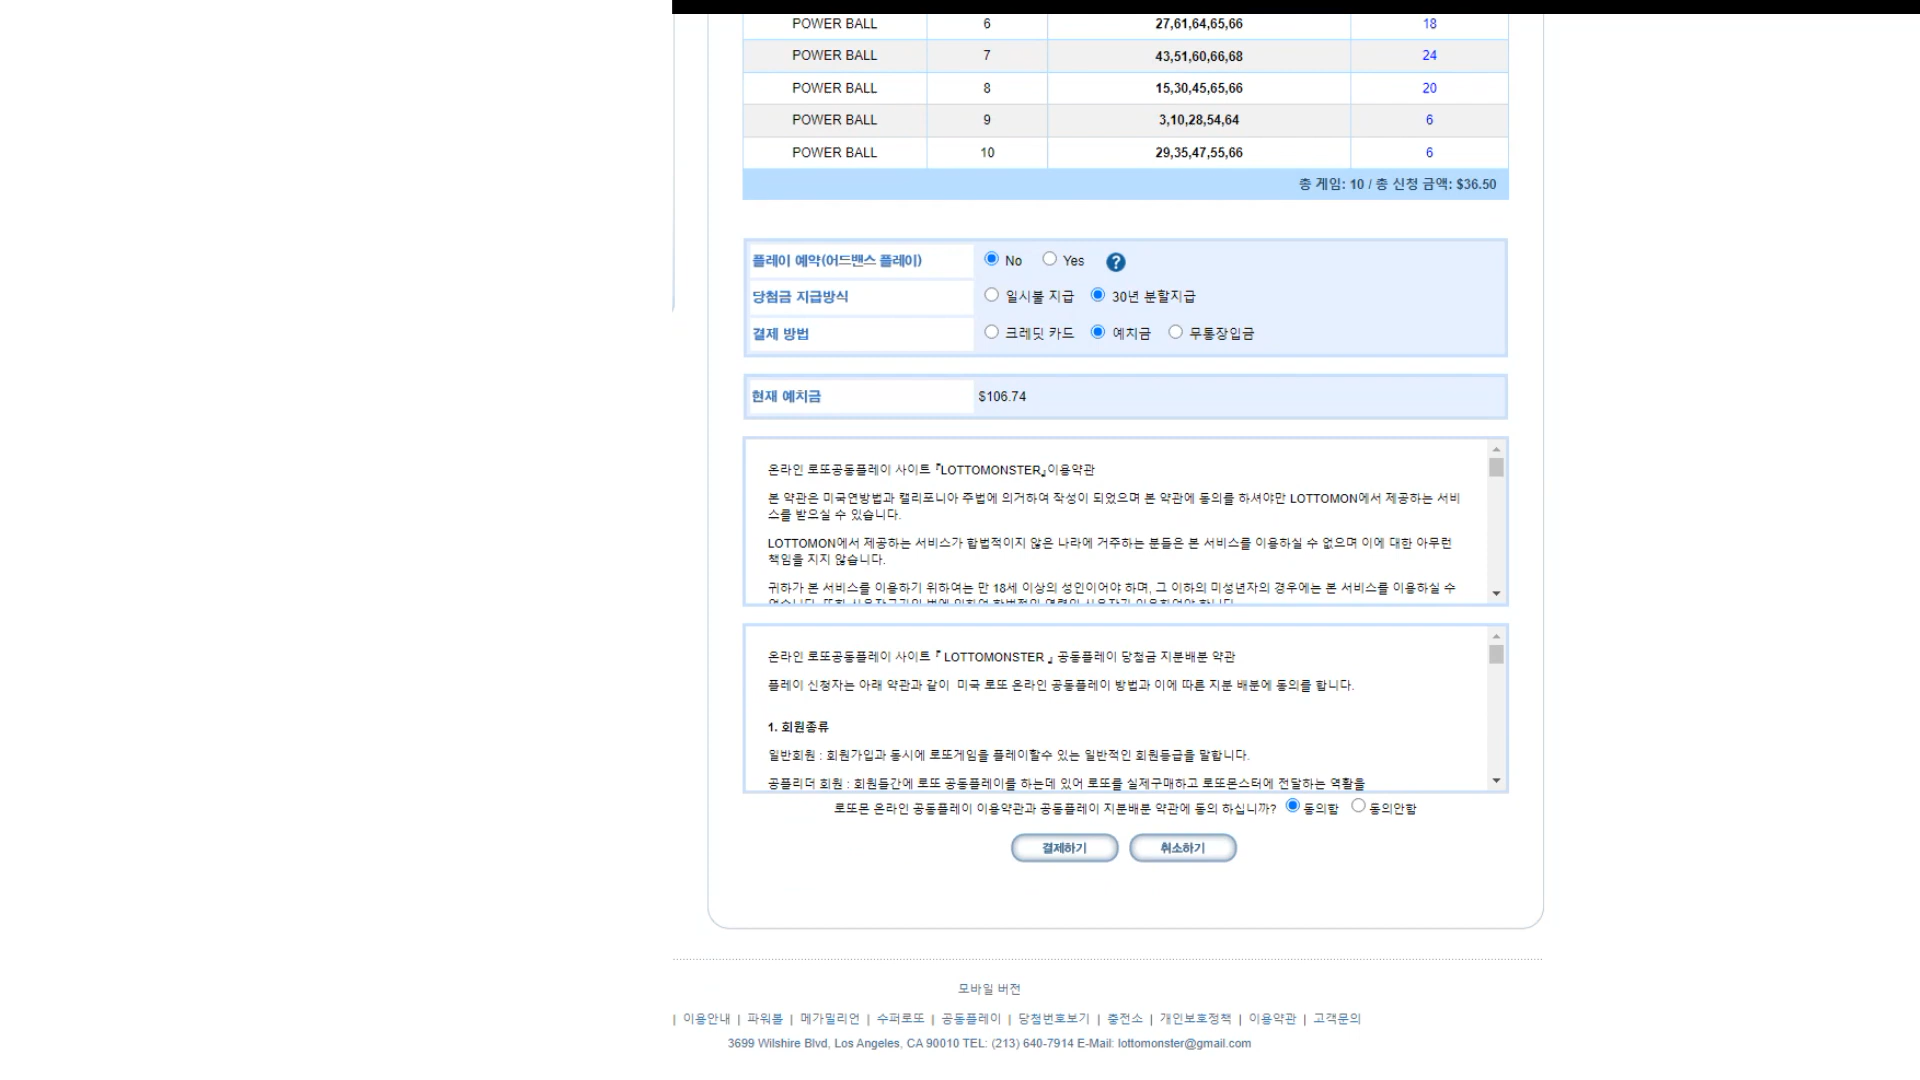 POWER BALL 6 27,61,64,65,66 18
POWER BALL 7 43,51,60,66,68 24
POWER BALL 8 15,30,45,65,66 20
POWER BALL 9 3,10,28,54,64 6
POWER BALL 10 29,35,47,55,66 6
총 게임: 10 / 총 신청 금액: $36.50
플레이 예약(어드밴스 플레이) No Yes ?
당첨금 지급방식 일시불 지급 30년 분할지급
결제 방법 크레딧 카드 예치금 무통장입금
현재 예치금 $106.74
온라인 로또공동플레이 사이트『LOTTOMONSTER』이용약관
본 약관은 미국연방법과 캘리포니아 주법에 의거하여 작성이 되었으며 본 약관에 동의를 하셔야만 LOTTOMON에서 제공하는 서비
스를 받으실 수 있습니다.
LOTTOMON에서 제공하는 서비스가 합법적이지 않은 나라에 거주하는 분들은 본 서비스를 이용하실 수 없으며 이에 대한 아무런
책임을 지지 않습니다.
귀하가 본 서비스를 이용하기 위하여는 만 18세 이상의 성인이어야 하며, 그 이하의 미성년자의 경우에는 본 서비스를 이용하실 수
온라인 로또공동플레이 사이트『 LOTTOMONSTER 』 공동플레이 당첨금 지분배분 약관
플레이 신청자는 아래 약관과 같이 미국 로또 온라인 공동플레이 방법과 이에 따른 지분 배분에 동의를 합니다.
1. 회원종류
일반회원 : 회원가입과 동시에 로또게임을 플레이할수 있는 일반적인 회원등급을 말합니다.
공플리더 회원 : 회원들간에 로또 공동플레이를 하는데 있어 로또를 실제구매하고 로또몬스터에 전달하는 역활을
로또몬 온라인 공동플레이 이용약관과 공동플레이 지분배분 약관에 동의 하십니까? 동의함 동의안함
결제하기 취소하기
모바일 버전
| 이용안내 | 파워볼 | 메가밀리언 | 수퍼로또 | 공동플레이 | 당첨번호보기 | 충전소 | 개인보호정책 | 이용약관 | 고객문의
3699 Wilshire Blvd, Los Angeles, CA 90010 TEL: (213) 640-7914 E-Mail: lottomonster@gmail.com